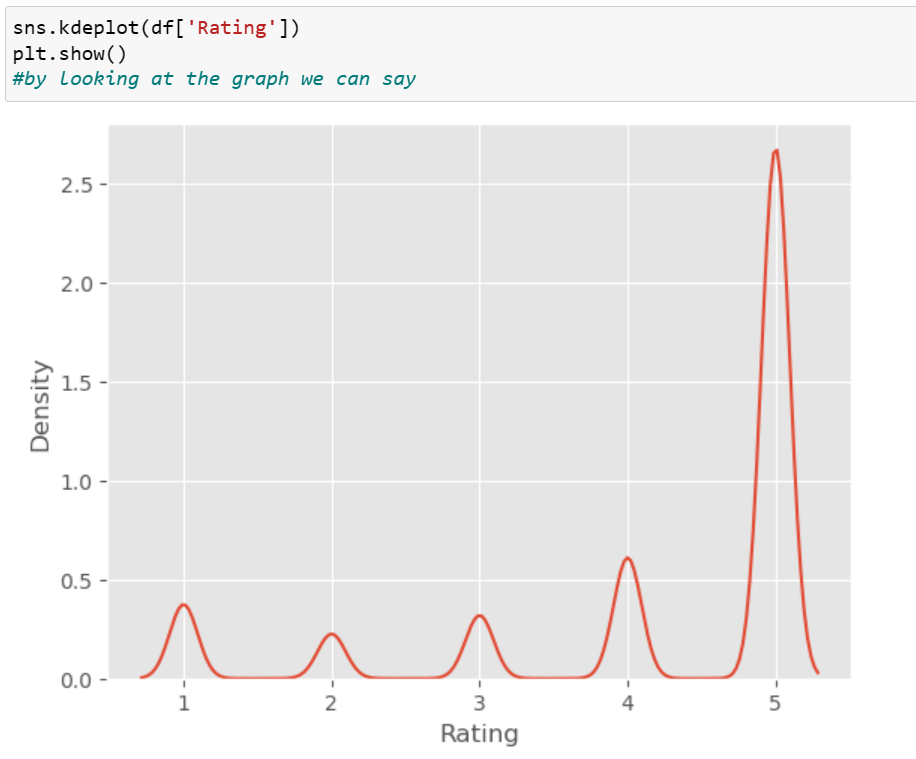 sns.kdeplot(df['Rating'])
plt.show()
#by looking at the graph we can say
2.5
2.0
1.5
1.0
0.5
0.0
Density
1 2 3 4 5
Rating